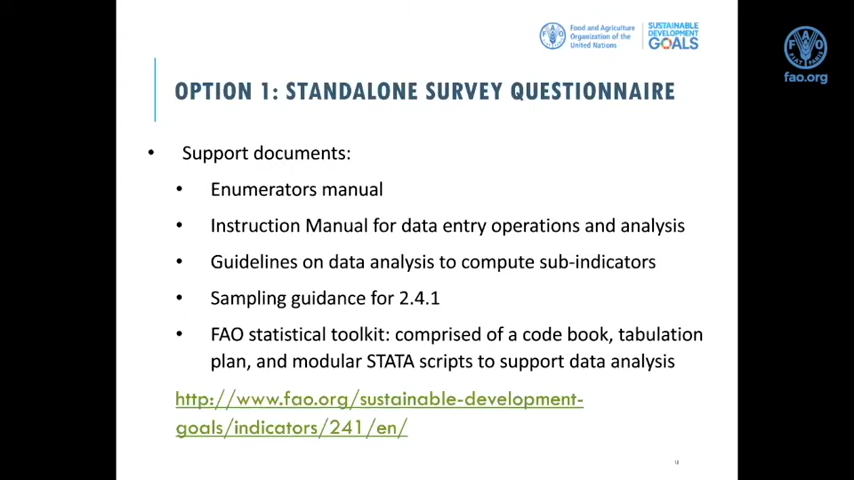 Food and Agriculture
Organization of the
United Nations
SUSTAINABLE
DEVELOPMENT
GOALS
fao.org
OPTION 1: STANDALONE SURVEY QUESTIONNAIRE
• Support documents:
• Enumerators manual
• Instruction Manual for data entry operations and analysis
• Guidelines on data analysis to compute sub-indicators
• Sampling guidance for 2.4.1
• FAO statistical toolkit: comprised of a code book, tabulation
plan, and modular STATA scripts to support data analysis
http://www.fao.org/sustainable-development-
goals/indicators/241/en/